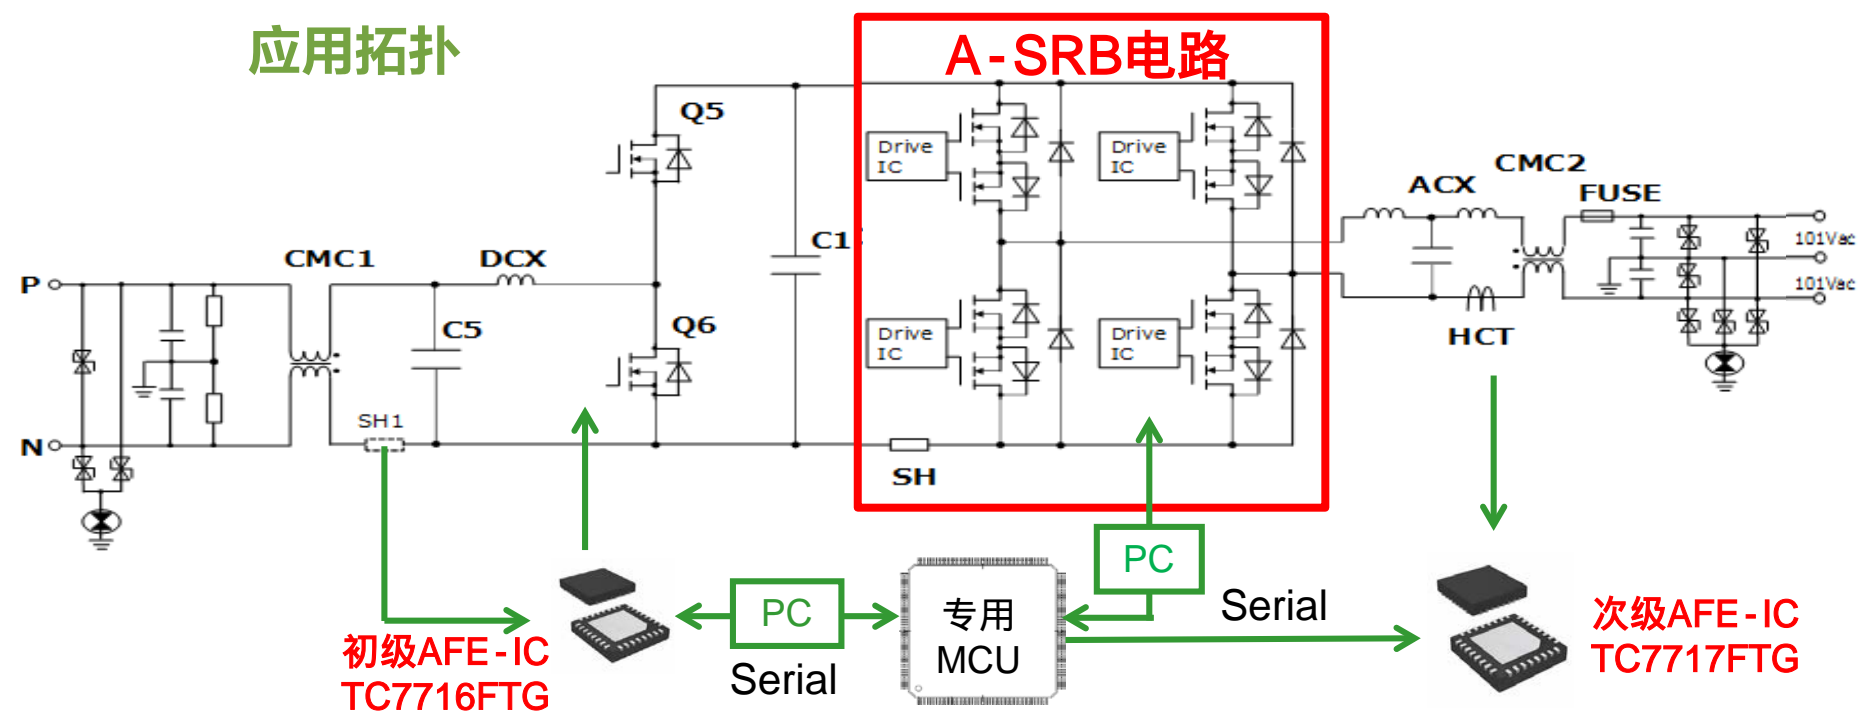 应用拓扑
A-SRB电路
Q5
Drive
IC
Drive
IC
CMC2
ACX
FUSE
C1
101Vac
CMC1
DCX
P
101Vac
C5
Q6
Drive
IC
Drive
IC
HCT
SH1
N
SH
PC
PC
专用
MCU
Serial
次级AFE-IC
TC7717FTG
初级AFE-IC
TC7716FTG
Serial